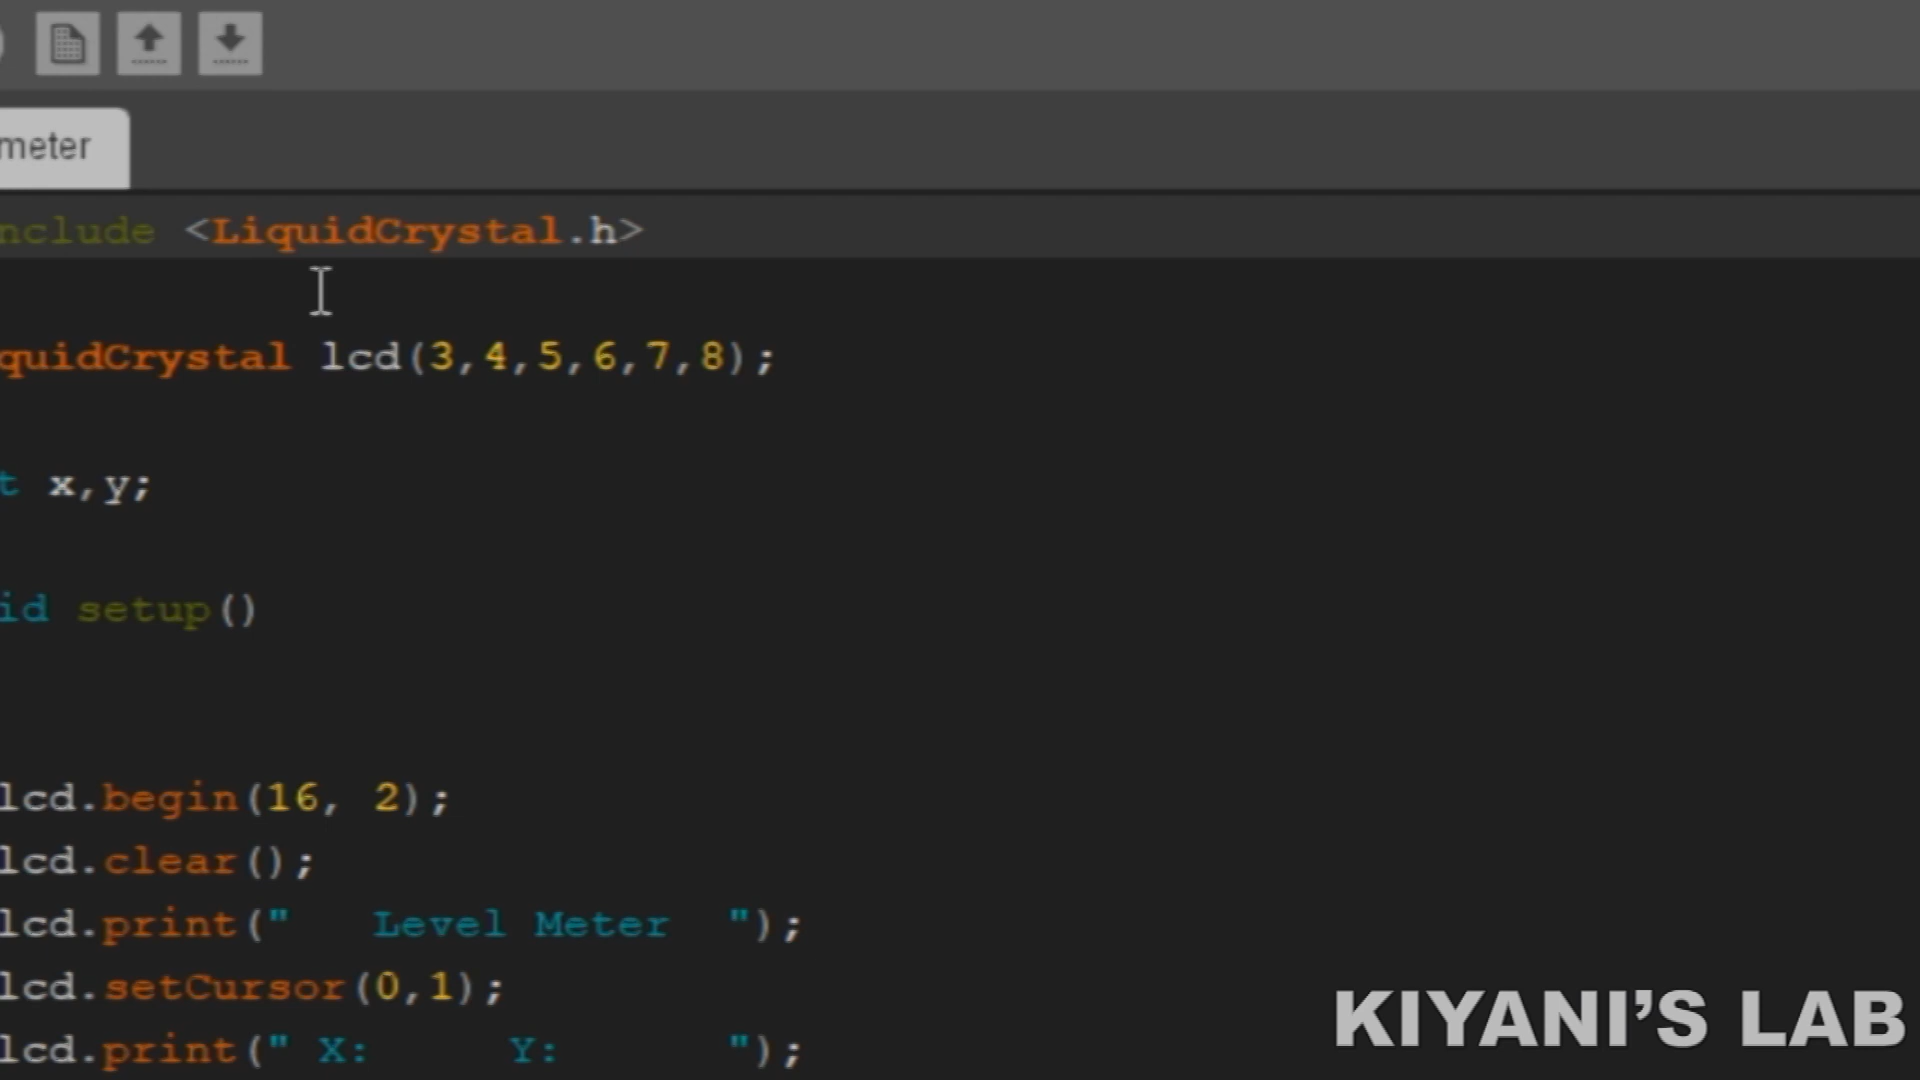 meter
nclude <LiquidCrystal.h>
quidCrystal lcd(3,4,5,6,7,8);
t x,y;
id setup()
lcd.begin(16, 2);
lcd.clear();
lcd.print("   Level Meter  ");
lcd.setCursor(0,1);
lcd.print(" X:     Y:      ");
KIYANI'S LAB